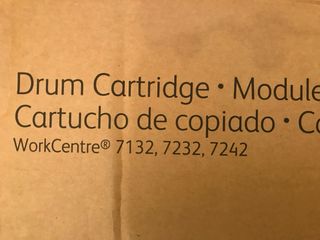 Drum Cartridge • Module
Cartucho de copiado •
WorkCentre® 7132, 7232, 7242